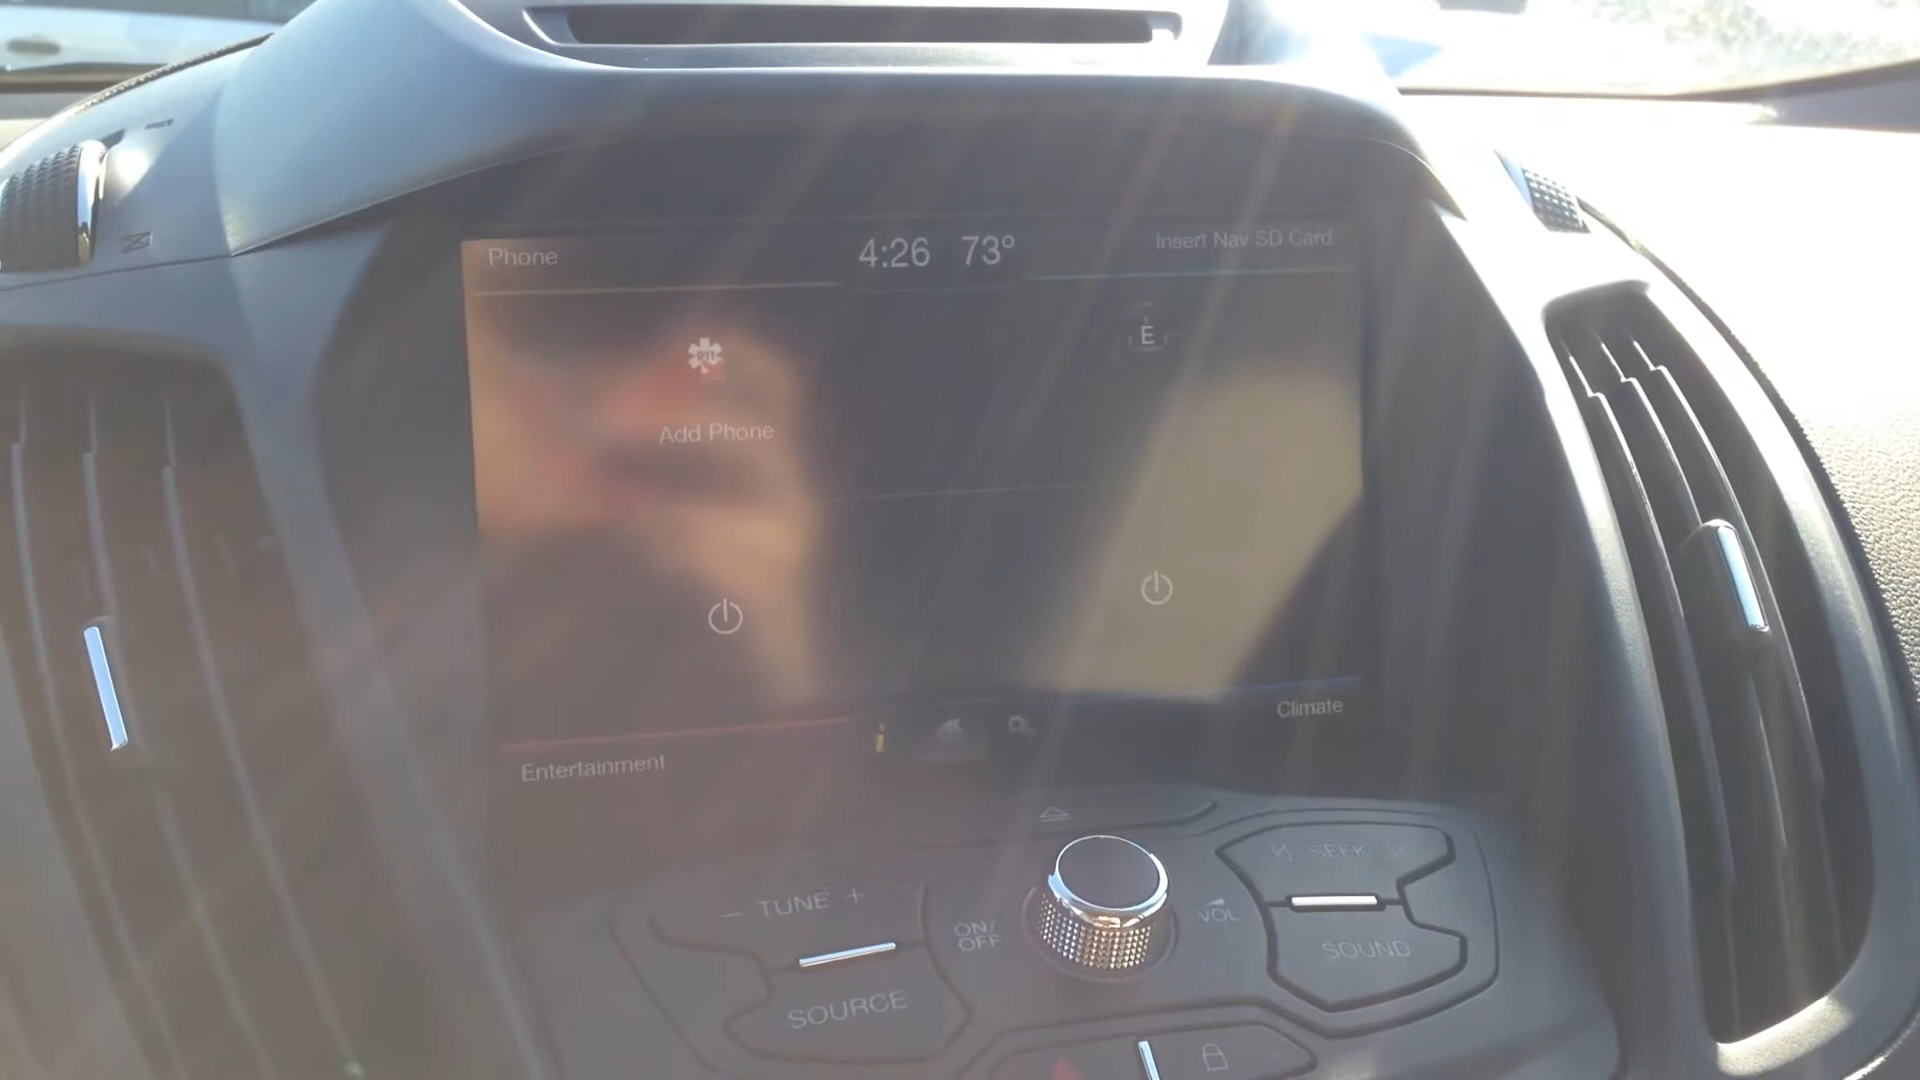 Phone
4:26 73°
Insert Nav SD Card
911
E
Add Phone
Climate
i
Entertainment
SEEK
− TUNE +
ON/
OFF
VOL
SOUND
SOURCE